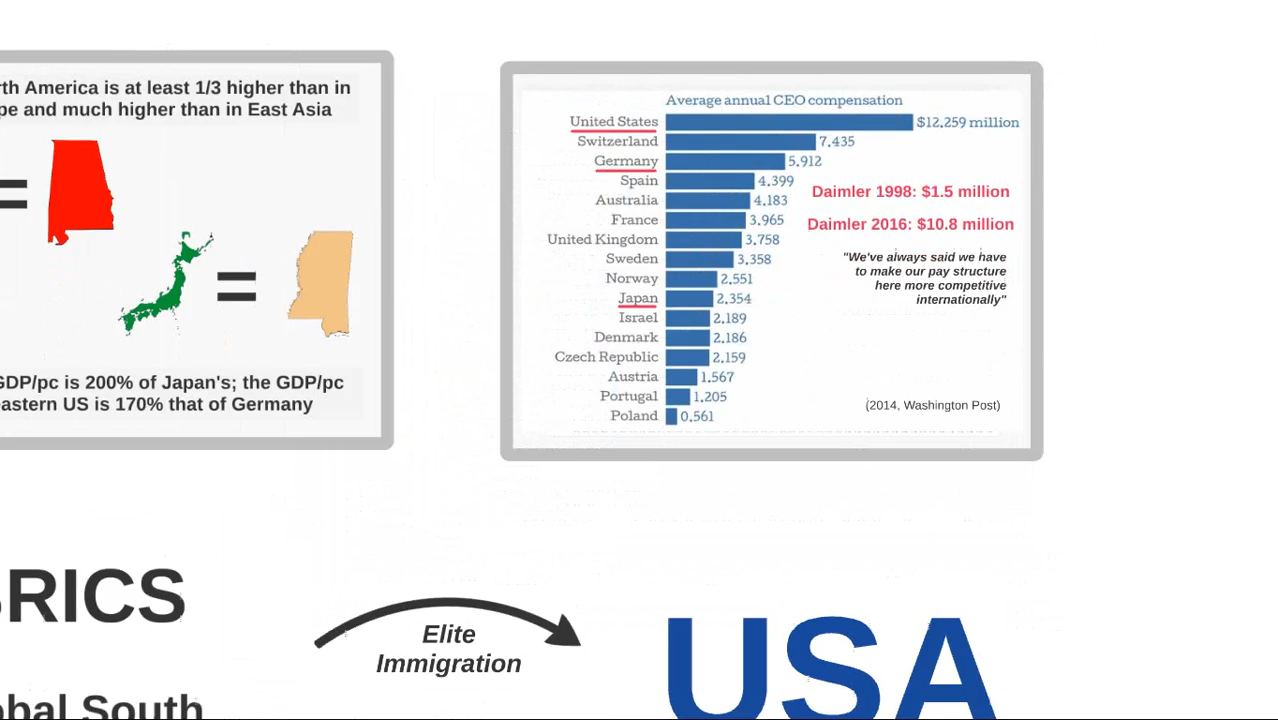 rth America is at least 1/3 higher than in
pe and much higher than in East Asia
=
=
GDP/pc is 200% of Japan's; the GDP/pc
eastern US is 170% that of Germany
Average annual CEO compensation
United States $12.259 million
Switzerland 7.435
Germany 5.912
Spain 4.399
Australia 4.183
France 3.965
United Kingdom 3.758
Sweden 3.358
Norway 2.551
Japan 2.354
Israel 2.189
Denmark 2.186
Czech Republic 2.159
Austria 1.567
Portugal 1.205
Poland 0.561
Daimler 1998: $1.5 million
Daimler 2016: $10.8 million
"We've always said we have
to make our pay structure
here more competitive
internationally"
(2014, Washington Post)
BRICS
Elite
Immigration
USA
obal South